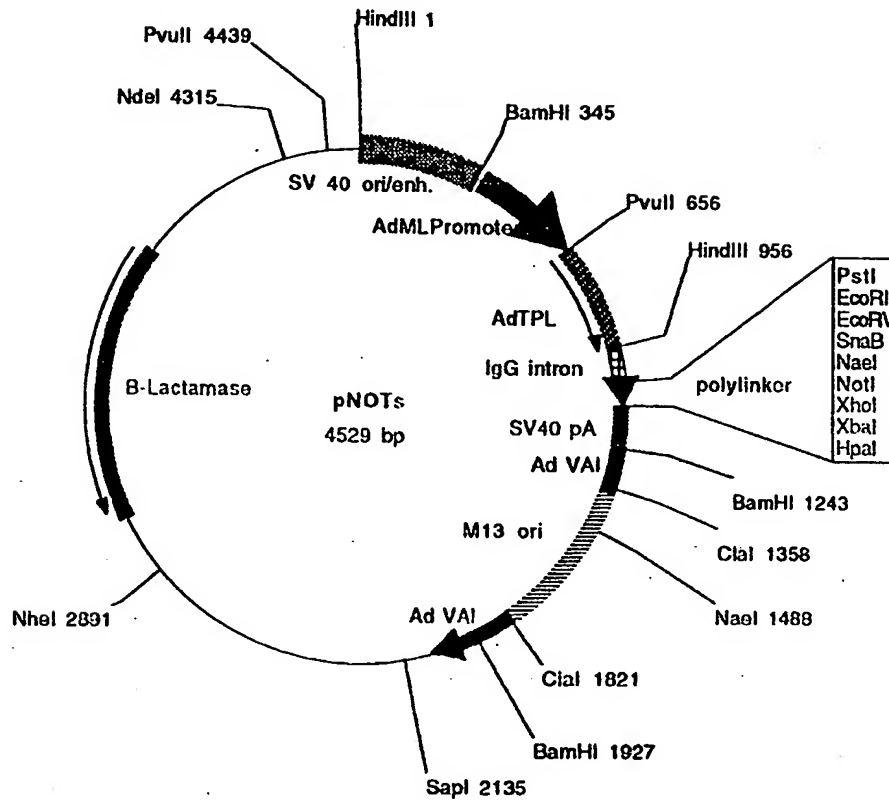 HindIII 1
PvuII 4439
NdeI 4315
BamHI 345
SV 40 ori/enh.
AdMLPromoter
PvuII 656
HindIII 956
AdTPL
IgG intron
polylinker
PstI
EcoRI
EcoRV
SnaB
NaeI
NotI
XhoI
XbaI
HpaI
B-Lactamase
pNOTs
4529 bp
SV40 pA
Ad VAI
BamHI 1243
ClaI 1358
M13 ori
NaeI 1488
NheI 2891
Ad VAI
ClaI 1821
BamHI 1927
SapI 2135